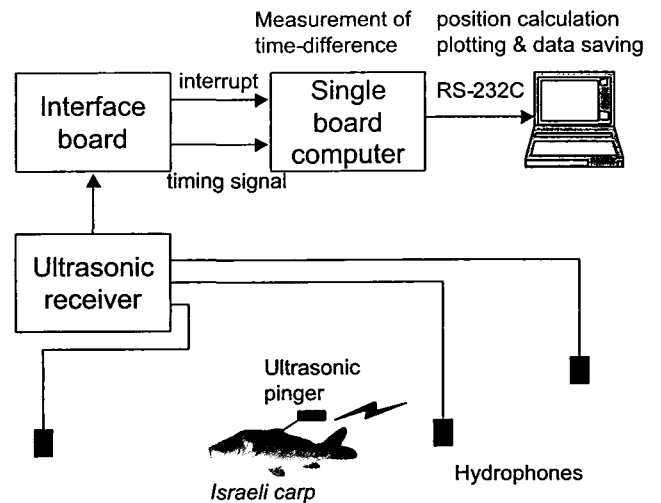 Measurement of
time-difference
position calculation
plotting & data saving
Interface
board
interrupt
timing signal
Single
board
computer
RS-232C
Ultrasonic
receiver
Ultrasonic
pinger
Israeli carp
Hydrophones